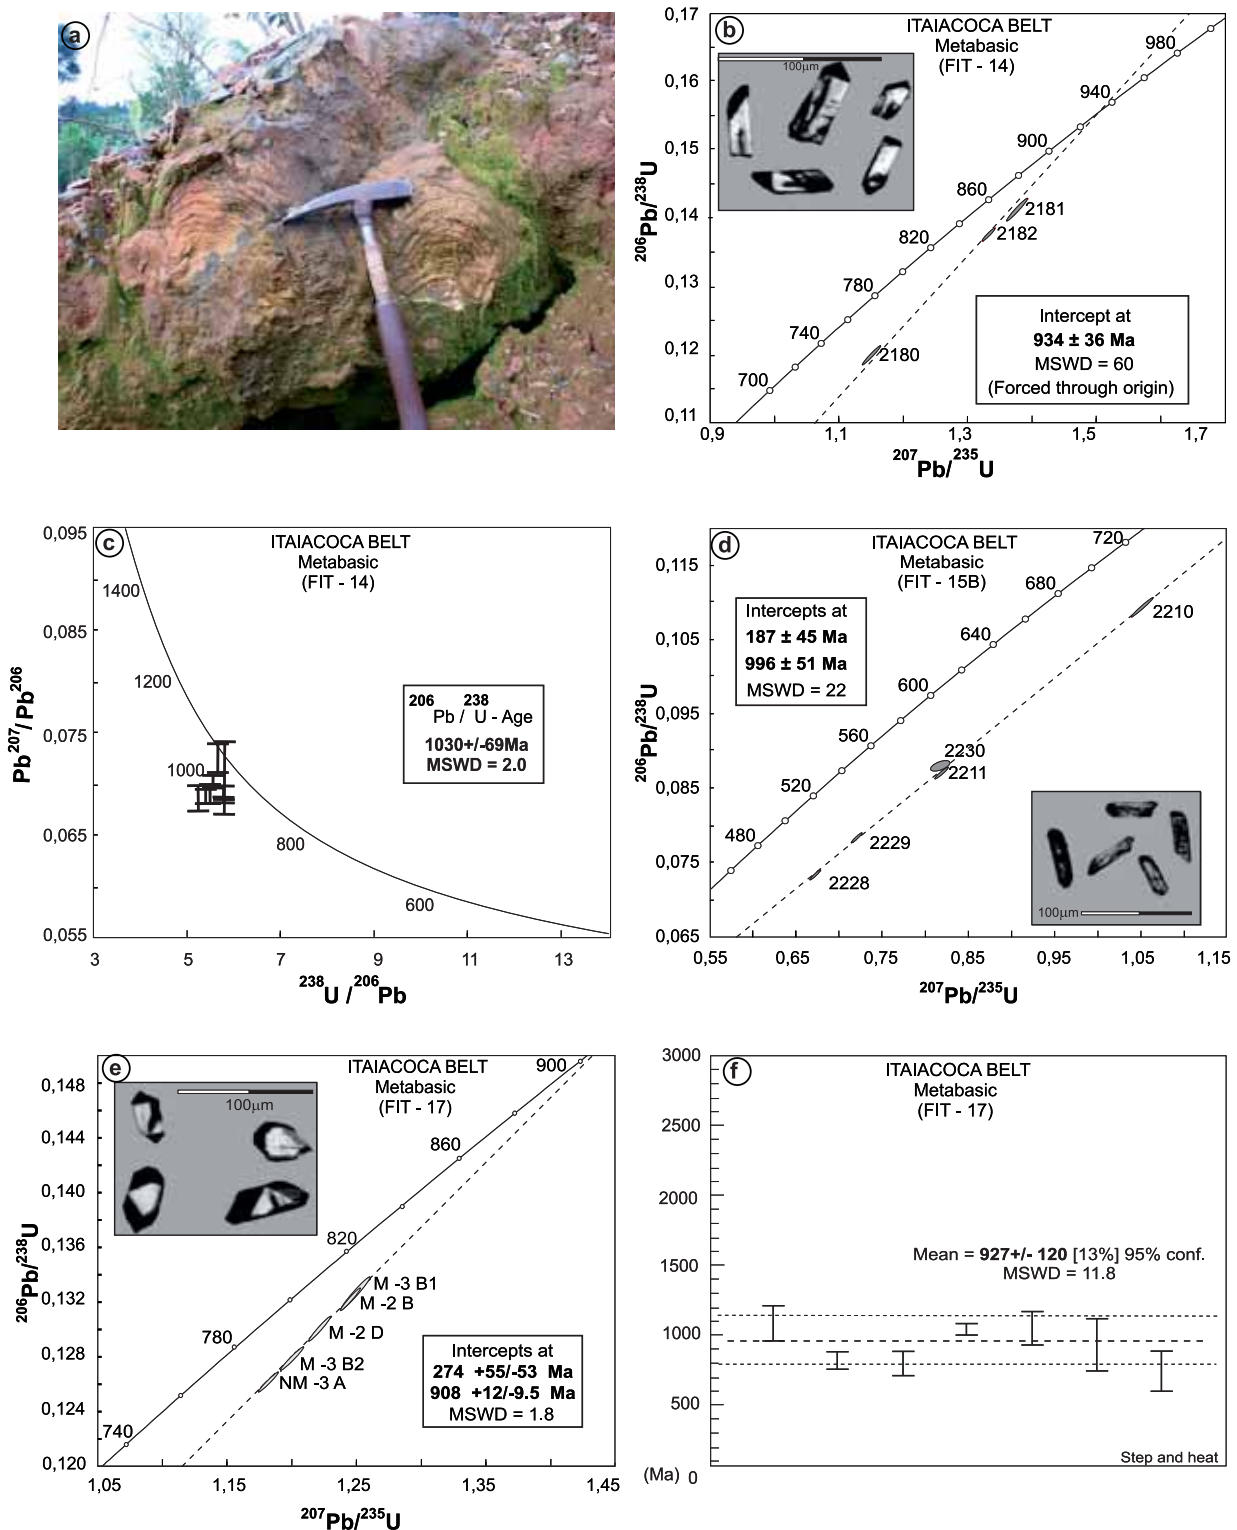 a
b
ITAIACOCA BELT
Metabasic
(FIT - 14)
100µm
0,17
0,16
0,15
0,14
0,13
0,12
0,11
206Pb/238U
980
940
900
860
820
780
740
700
2181
2182
2180
Intercept at
934 ± 36 Ma
MSWD = 60
(Forced through origin)
0,9 1,1 1,3 1,5 1,7
207Pb/235U
c
ITAIACOCA BELT
Metabasic
(FIT - 14)
0,095
0,085
0,075
0,065
0,055
Pb207/Pb206
1400
1200
1000
800
600
206 238
Pb / U - Age
1030+/-69Ma
MSWD = 2.0
3 5 7 9 11 13
238U / 206Pb
d
ITAIACOCA BELT
Metabasic
(FIT - 15B)
0,115
0,105
0,095
0,085
0,075
0,065
206Pb/238U
720
680
640
600
560
520
480
Intercepts at
187 ± 45 Ma
996 ± 51 Ma
MSWD = 22
2210
2230
2211
2229
2228
100µm
0,55 0,65 0,75 0,85 0,95 1,05 1,15
207Pb/235U
e
ITAIACOCA BELT
Metabasic
(FIT - 17)
100µm
0,148
0,144
0,140
0,136
0,132
0,128
0,124
0,120
206Pb/238U
900
860
820
780
740
M -3 B1
M -2 B
M -2 D
M -3 B2
NM -3 A
Intercepts at
274 +55/-53 Ma
908 +12/-9.5 Ma
MSWD = 1.8
1,05 1,15 1,25 1,35 1,45
207Pb/235U
f
ITAIACOCA BELT
Metabasic
(FIT - 17)
3000
2500
2000
1500
1000
500
(Ma) 0
Mean = 927+/- 120 [13%] 95% conf.
MSWD = 11.8
Step and heat